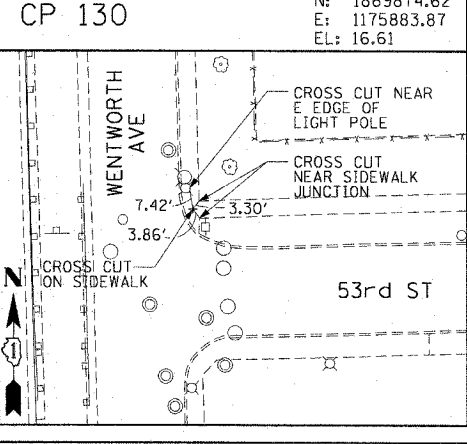 CP 130
N: 1869814.62
E: 1175883.87
EL: 16.61
WENTWORTH
AVE
CROSS CUT NEAR
E EDGE OF
LIGHT POLE
CROSS CUT
NEAR SIDEWALK
JUNCTION
7.42'
3.30'
3.86'
CROSS CUT
ON SIDEWALK
N
1
53rd ST